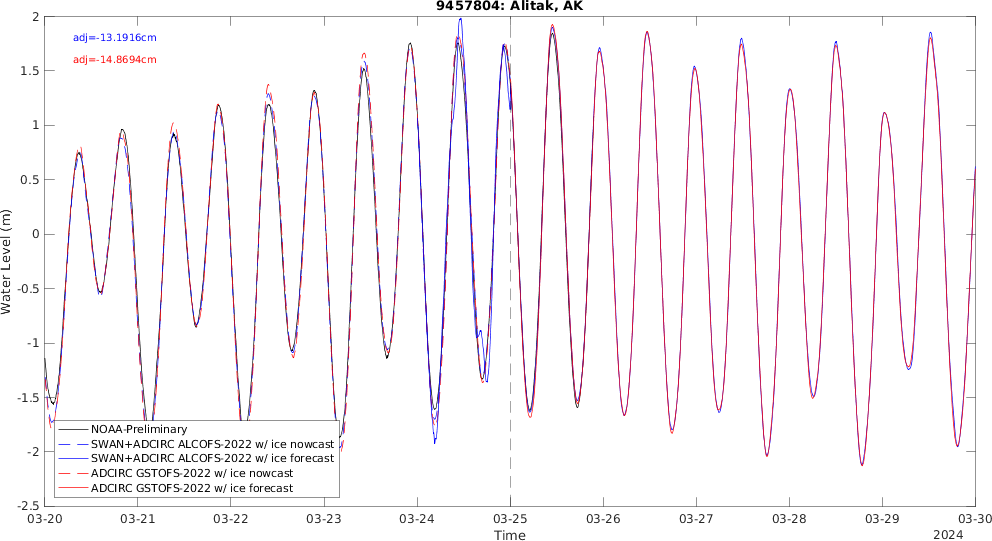 9457804: Alitak, AK
adj=-13.1916cm
adj=-14.8694cm
2
1.5
1
0.5
0
-0.5
-1
-1.5
-2
-2.5
Water Level (m)
NOAA-Preliminary
SWAN+ADCIRC ALCOFS-2022 w/ ice nowcast
SWAN+ADCIRC ALCOFS-2022 w/ ice forecast
ADCIRC GSTOFS-2022 w/ ice nowcast
ADCIRC GSTOFS-2022 w/ ice forecast
03-20 03-21 03-22 03-23 03-24 03-25 03-26 03-27 03-28 03-29 03-30
Time
2024